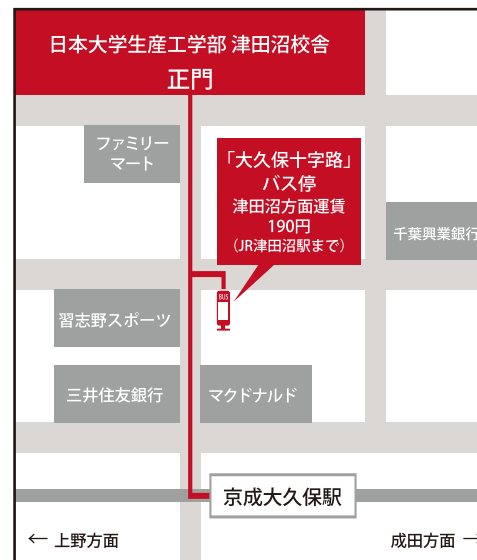 日本大学生産工学部 津田沼校舎
正門
ファミリー
マート
「大久保十字路」
バス停
津田沼方面運賃
190円
（JR津田沼駅まで）
千葉興業銀行
BUS
習志野スポーツ
三井住友銀行
マクドナルド
京成大久保駅
← 上野方面
成田方面 →